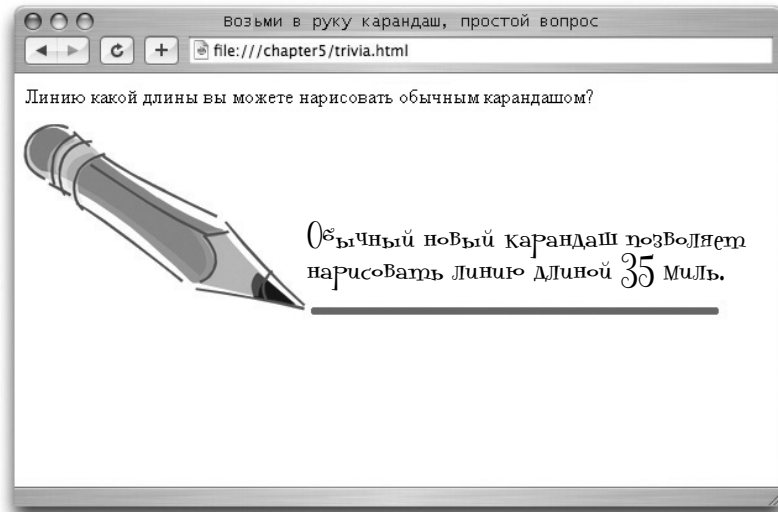 Возьми в руку карандаш, простой вопрос
file:///chapter5/trivia.html
Линию какой длины вы можете нарисовать обычным карандашом?
Обычный новый карандаш позволяет
нарисовать линию длиной 35 миль.